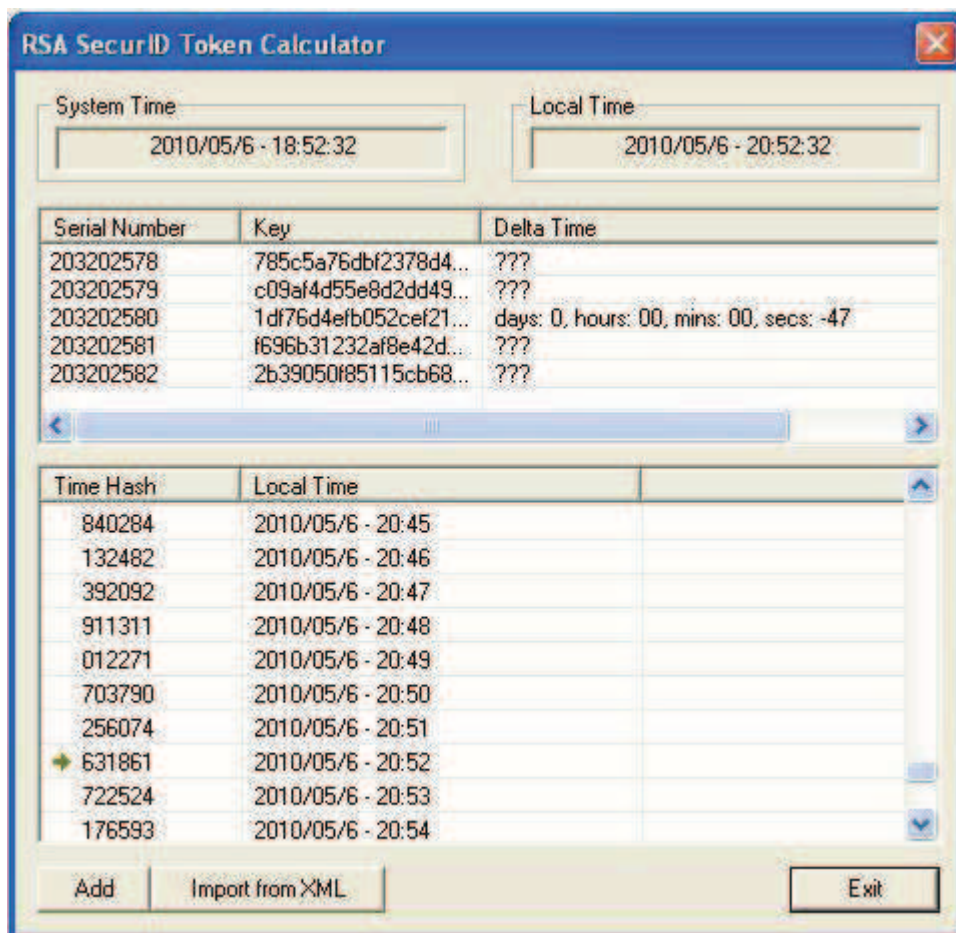 RSA SecurID Token Calculator
System Time
Local Time
2010/05/6 - 18:52:32
2010/05/6 - 20:52:32
Serial Number Key Delta Time
203202578 785c5a76dbf2378d4... ???
203202579 c09af4d55e8d2dd49... ???
203202580 1df76d4efb052cef21... days: 0, hours: 00, mins: 00, secs: -47
203202581 f696b31232af8e42d... ???
203202582 2b39050f85115cb68... ???
Time Hash Local Time
840284 2010/05/6 - 20:45
132482 2010/05/6 - 20:46
392092 2010/05/6 - 20:47
911311 2010/05/6 - 20:48
012271 2010/05/6 - 20:49
703790 2010/05/6 - 20:50
256074 2010/05/6 - 20:51
631861 2010/05/6 - 20:52
722524 2010/05/6 - 20:53
176593 2010/05/6 - 20:54
Add Import from XML Exit